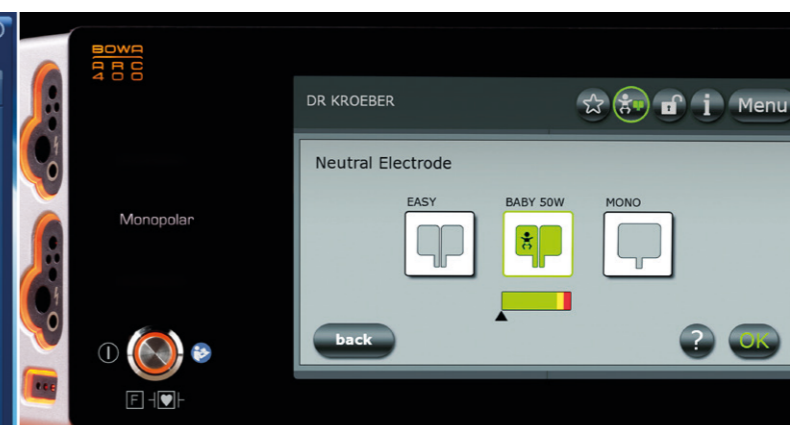 BOWA
ARC
400
DR KROEBER
i
Menu
Neutral Electrode
EASY
BABY 50W
MONO
Monopolar
back
?
OK
F